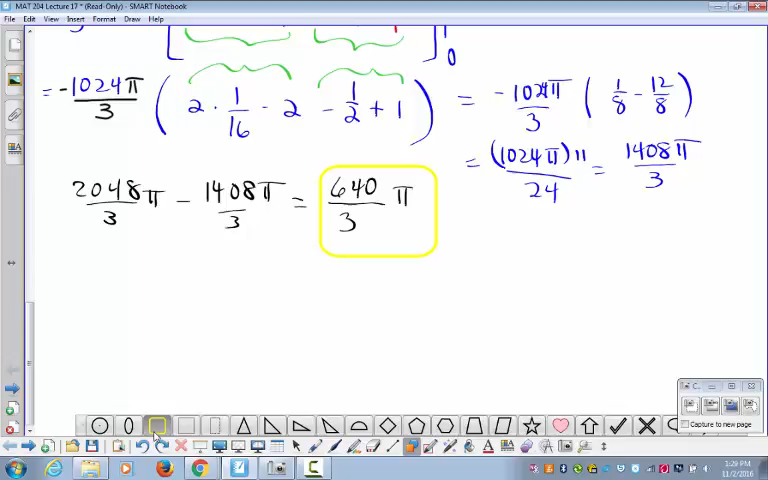 MAT 204 Lecture 17 * (Read-Only) - SMART Notebook
File Edit View Insert Format Draw Help
] 1 0
= -1024π/3 ( 2 · 1/16 - 2 - 1/2 + 1 ) = -1024π/3 ( 1/8 - 12/8 )
= (1024π)11/24 = 1408π/3
2048/3 π - 1408π/3 = 640/3 π
Capture to new page
1:29 PM
11/2/2016